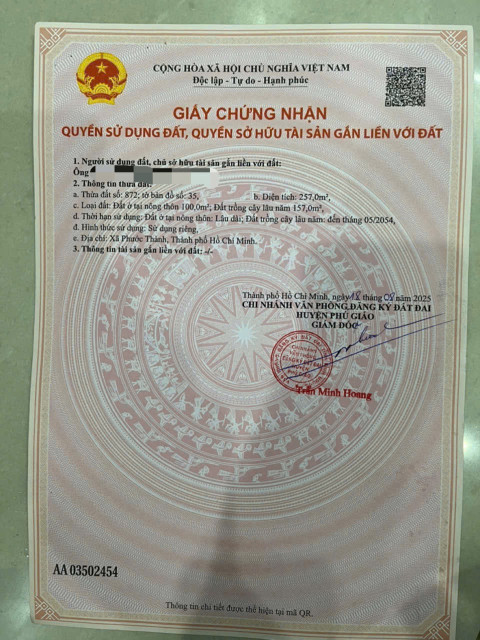 CỘNG HÒA XÃ HỘI CHỦ NGHĨA VIỆT NAM
Độc lập - Tự do - Hạnh phúc
GIẤY CHỨNG NHẬN
QUYỀN SỬ DỤNG ĐẤT, QUYỀN SỞ HỮU TÀI SẢN GẮN LIỀN VỚI ĐẤT
1. Người sử dụng đất, chủ sở hữu tài sản gắn liền với đất:
Ông
2. Thông tin thửa đất:
a. Thửa đất số: 872; tờ bản đồ số: 35, b. Diện tích: 257,0m²,
c. Loại đất: Đất ở tại nông thôn 100,0m²; Đất trồng cây lâu năm 157,0m²,
d. Thời hạn sử dụng: Đất ở tại nông thôn: Lâu dài; Đất trồng cây lâu năm: đến tháng 05/2054,
đ. Hình thức sử dụng: Sử dụng riêng,
e. Địa chỉ: Xã Phước Thành, Thành phố Hồ Chí Minh.
3. Thông tin tài sản gắn liền với đất: -/-
Thành phố Hồ Chí Minh, ngày 18 tháng 08 năm 2025
CHI NHÁNH VĂN PHÒNG ĐĂNG KÝ ĐẤT ĐAI
HUYỆN PHÚ GIÁO
GIÁM ĐỐC
Trần Minh Hoang
AA 03502454
Thông tin chi tiết được thể hiện tại mã QR.